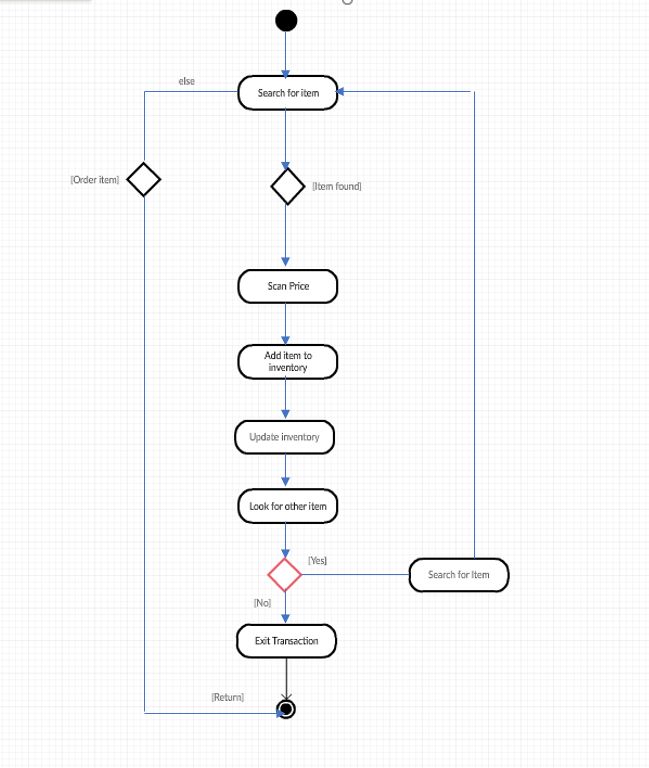 else
Search for item
[Order item]
[Item found]
Scan Price
Add item to
inventory
Update inventory
Look for other item
[Yes]
Search for Item
[No]
Exit Transaction
[Return]